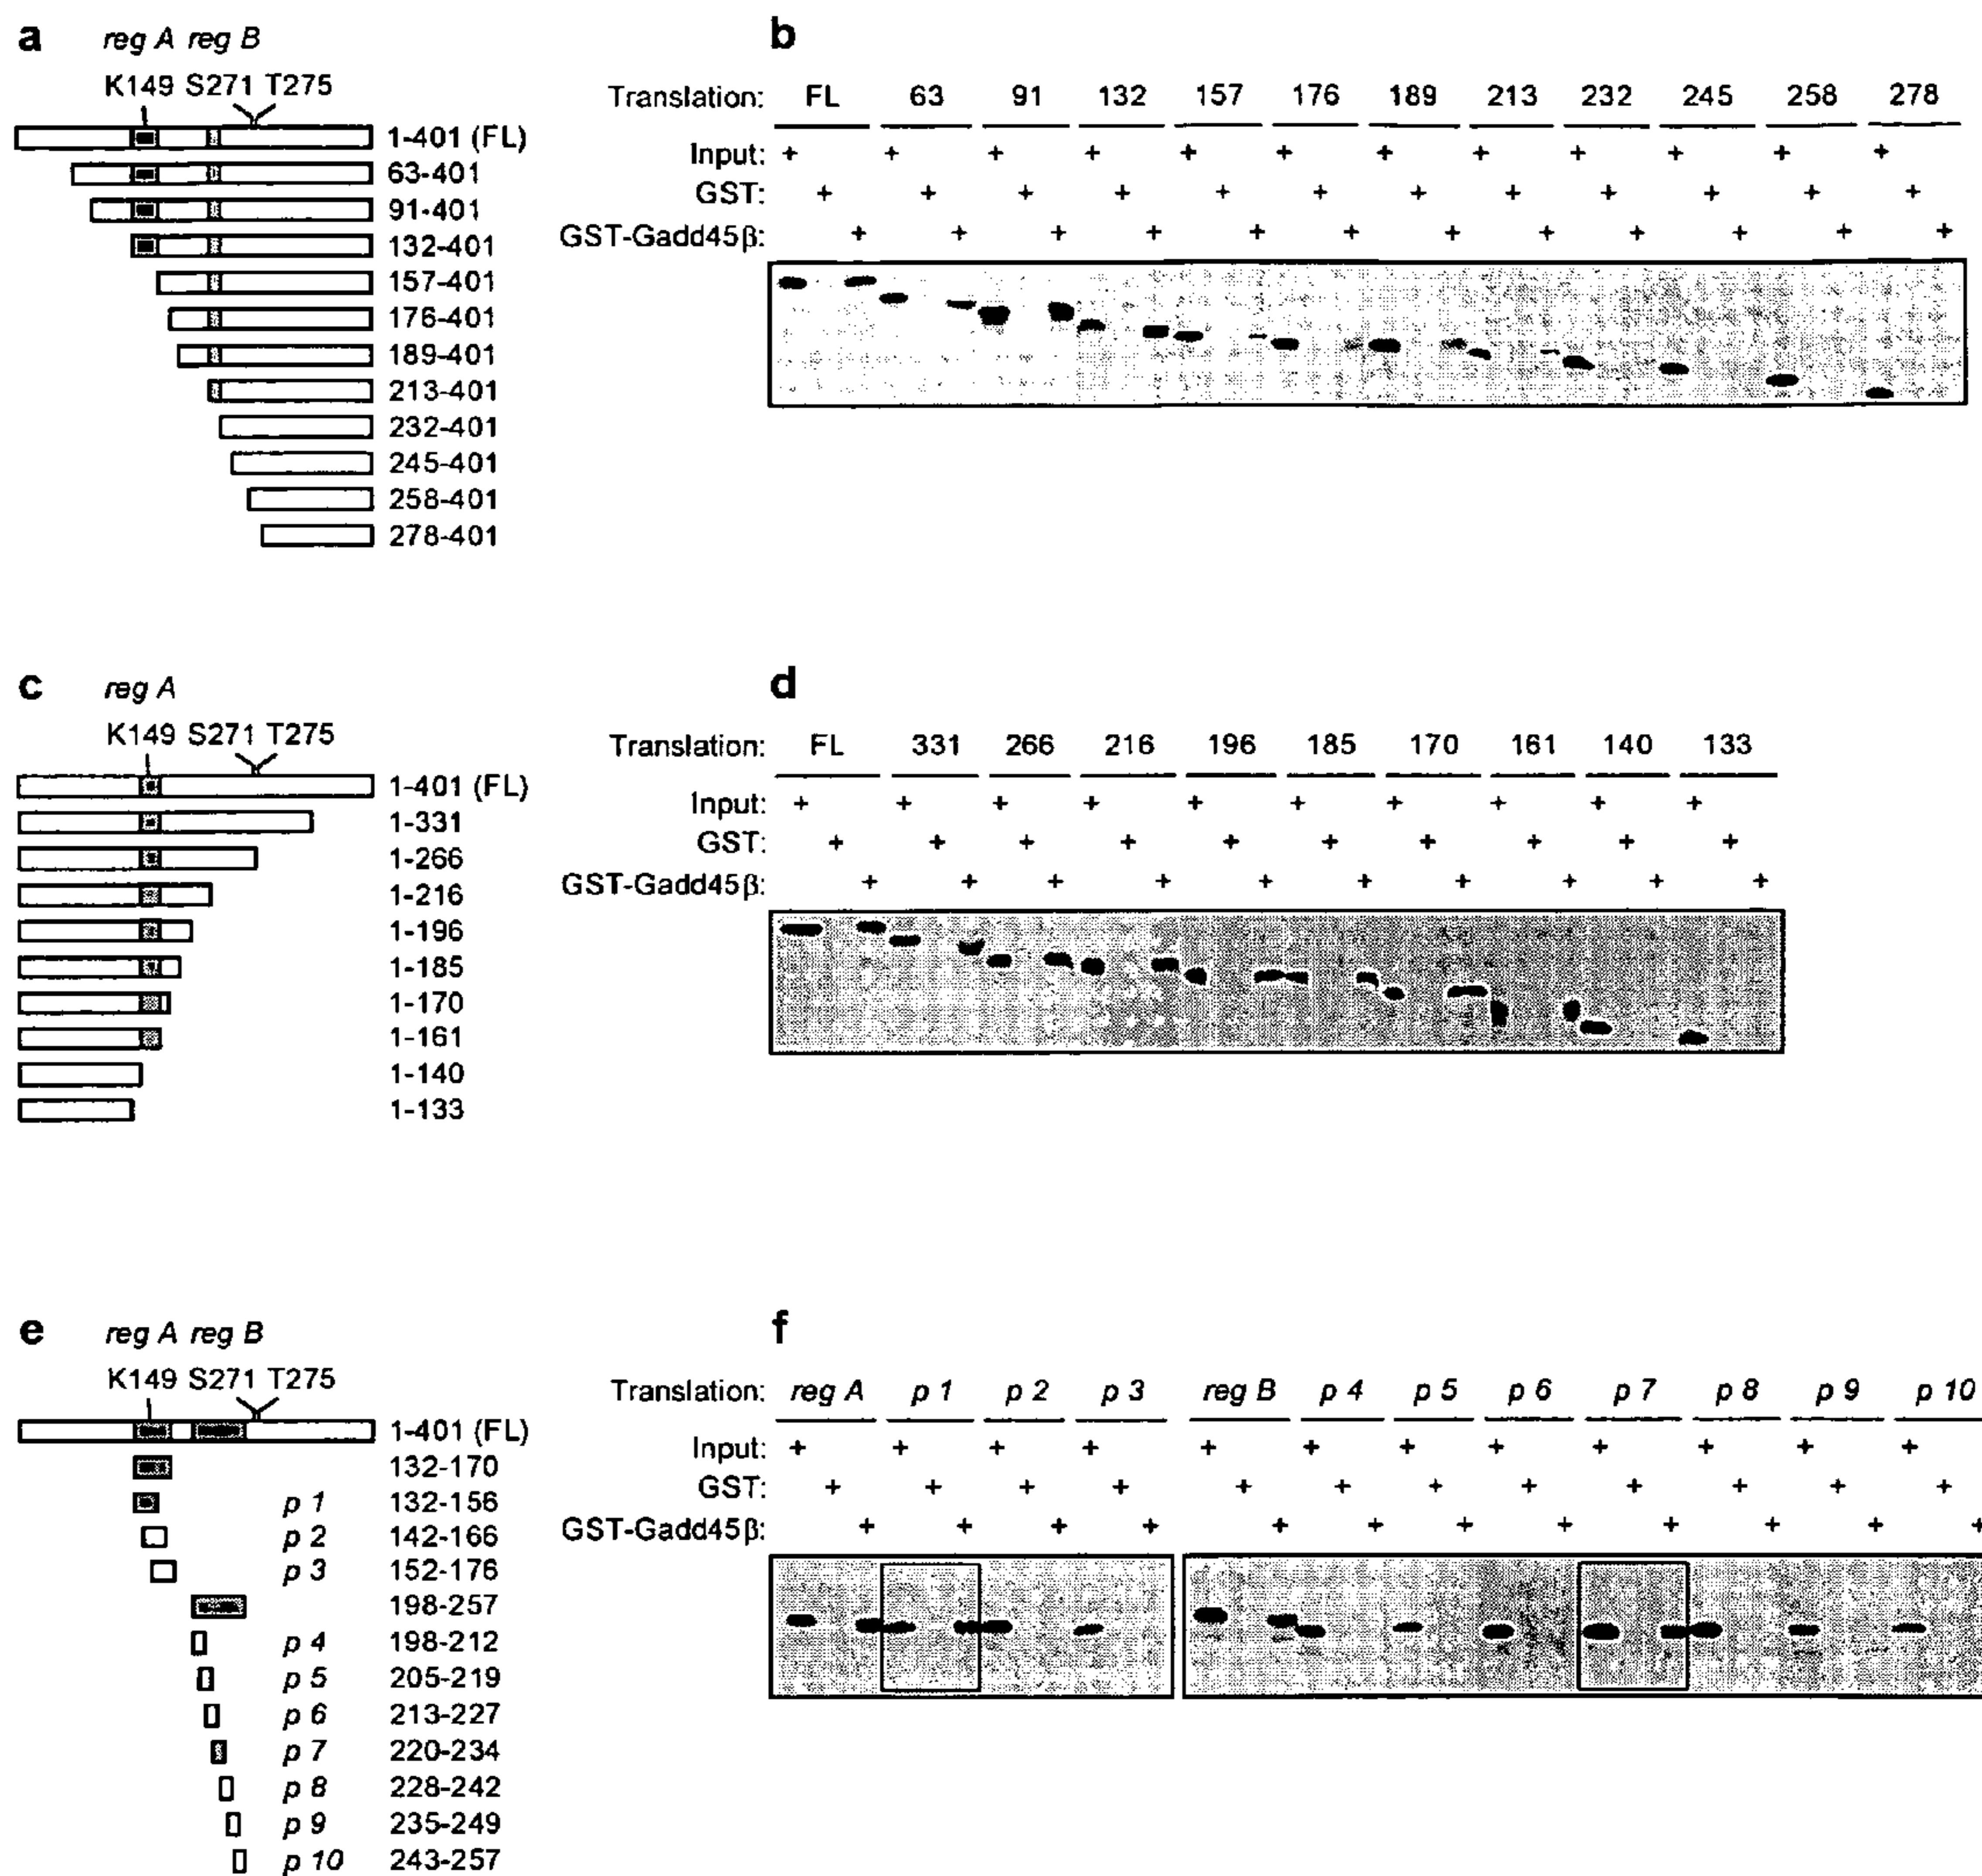 a
reg A reg B
K149 S271 T275
1-401 (FL)
63-401
91-401
132-401
157-401
176-401
189-401
213-401
232-401
245-401
258-401
278-401
b
Translation: FL 63 91 132 157 176 189 213 232 245 258 278
Input: + + + + + + + + + + + +
GST: + + + + + + + + + + + +
GST-Gadd45β: + + + + + + + + + + + +
c
reg A
K149 S271 T275
1-401 (FL)
1-331
1-266
1-216
1-196
1-185
1-170
1-161
1-140
1-133
d
Translation: FL 331 266 216 196 185 170 161 140 133
Input: + + + + + + + + + +
GST: + + + + + + + + + +
GST-Gadd45β: + + + + + + + + + +
e
reg A reg B
K149 S271 T275
1-401 (FL)
132-170
p 1 132-156
p 2 142-166
p 3 152-176
198-257
p 4 198-212
p 5 205-219
p 6 213-227
p 7 220-234
p 8 228-242
p 9 235-249
p 10 243-257
f
Translation: reg A p 1 p 2 p 3 reg B p 4 p 5 p 6 p 7 p 8 p 9 p 10
Input: + + + + + + + + + + + +
GST: + + + + + + + + + + + +
GST-Gadd45β: + + + + + + + + + + + +